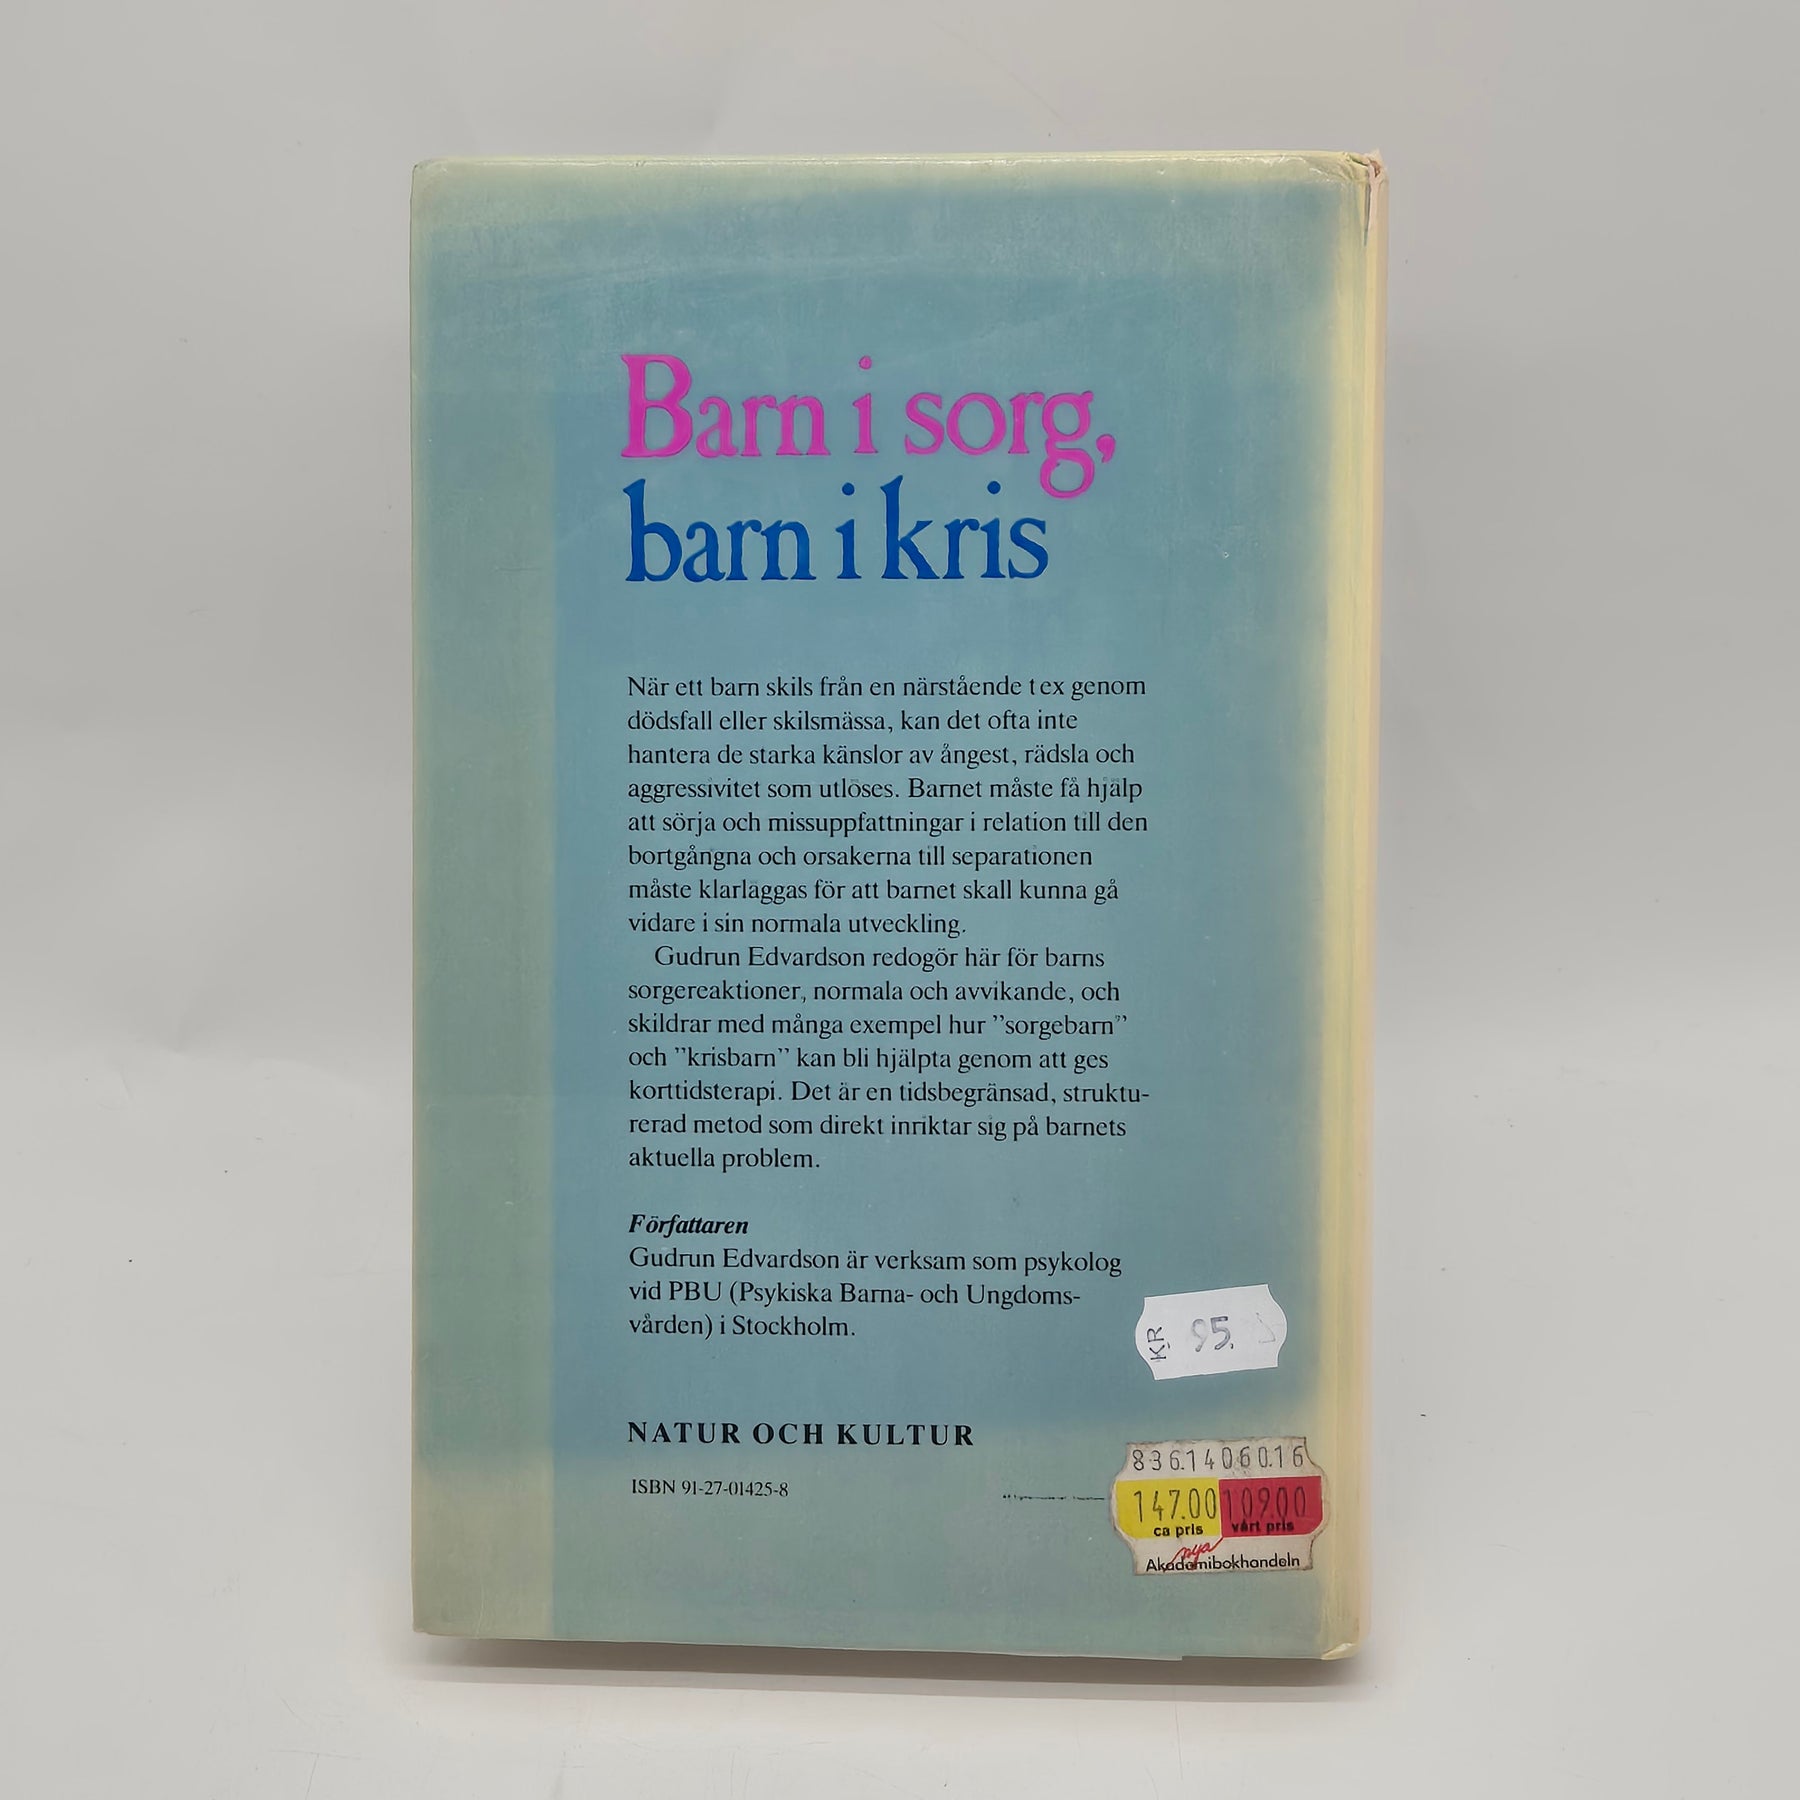 Barn i sorg,
barn i kris
När ett barn skils från en närstående t ex genom
dödsfall eller skilsmässa, kan det ofta inte
hantera de starka känslor av ångest, rädsla och
aggressivitet som utlöses. Barnet måste få hjälp
att sörja och missuppfattningar i relation till den
bortgångna och orsakerna till separationen
måste klarläggas för att barnet skall kunna gå
vidare i sin normala utveckling.
Gudrun Edvardson redogör här för barns
sorgereaktioner, normala och avvikande, och
skildrar med många exempel hur ”sorgebarn”
och ”krisbarn” kan bli hjälpta genom att ges
korttidsterapi. Det är en tidsbegränsad, struktu-
rerad metod som direkt inriktar sig på barnets
aktuella problem.
Författaren
Gudrun Edvardson är verksam som psykolog
vid PBU (Psykiska Barna- och Ungdoms-
vården) i Stockholm.
KR 95.
NATUR OCH KULTUR
ISBN 91-27-01425-8
836.1406016
147.00 109.00
ca pris vårt pris
nya
Akademibokhandeln